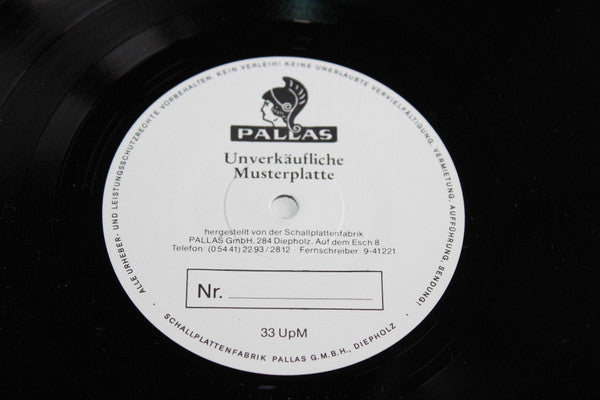 ALLE URHEBER- UND LEISTUNGSSCHUTZRECHTE VORBEHALTEN. KEIN VERLEIH! KEINE UNERLAUBTE VERVIELFÄLTIGUNG, VERMIETUNG, AUFFÜHRUNG, SENDUNG!
PALLAS
Unverkäufliche
Musterplatte
hergestellt von der Schallplattenfabrik
PALLAS GmbH, 284 Diepholz, Auf dem Esch 8
Telefon: (05441) 2293/2812 Fernschreiber: 9-41221
Nr.
33 UpM
SCHALLPLATTENFABRIK PALLAS G.M.B.H., DIEPHOLZ